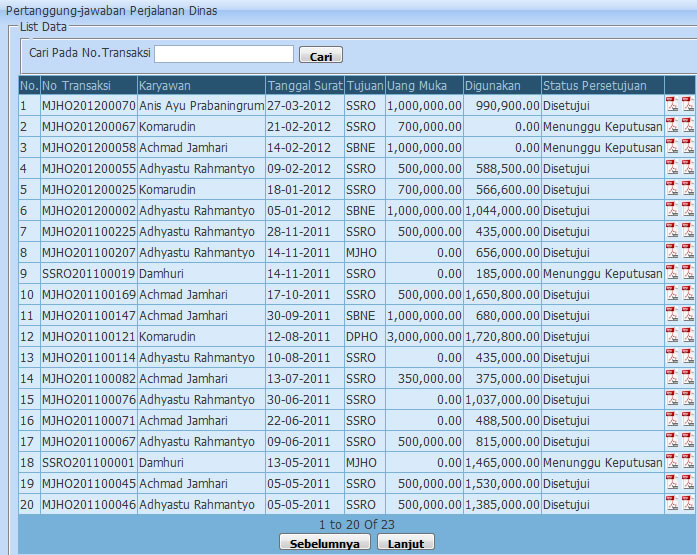 Pertanggung-jawaban Perjalanan Dinas
List Data
Cari Pada No.Transaksi Cari
No. No Transaksi Karyawan Tanggal Surat Tujuan Uang Muka Digunakan Status Persetujuan
1 MJHO201200070 Anis Ayu Prabaningrum 27-03-2012 SSRO 1,000,000.00 990,900.00 Disetujui
2 MJHO201200067 Komarudin 21-02-2012 SSRO 700,000.00 0.00 Menunggu Keputusan
3 MJHO201200058 Achmad Jamhari 14-02-2012 SBNE 1,000,000.00 0.00 Menunggu Keputusan
4 MJHO201200055 Adhyastu Rahmantyo 09-02-2012 SSRO 500,000.00 588,500.00 Disetujui
5 MJHO201200025 Komarudin 18-01-2012 SSRO 700,000.00 566,600.00 Disetujui
6 MJHO201200002 Adhyastu Rahmantyo 05-01-2012 SBNE 1,000,000.00 1,044,000.00 Disetujui
7 MJHO201100225 Adhyastu Rahmantyo 28-11-2011 SSRO 500,000.00 435,000.00 Disetujui
8 MJHO201100207 Adhyastu Rahmantyo 14-11-2011 MJHO 0.00 656,000.00 Disetujui
9 SSRO201100019 Damhuri 14-11-2011 SSRO 0.00 185,000.00 Menunggu Keputusan
10 MJHO201100169 Achmad Jamhari 17-10-2011 SSRO 500,000.00 1,650,800.00 Disetujui
11 MJHO201100147 Achmad Jamhari 30-09-2011 SBNE 1,000,000.00 680,000.00 Disetujui
12 MJHO201100121 Komarudin 12-08-2011 DPHO 3,000,000.00 1,720,800.00 Disetujui
13 MJHO201100114 Adhyastu Rahmantyo 10-08-2011 SSRO 0.00 435,000.00 Disetujui
14 MJHO201100082 Achmad Jamhari 13-07-2011 SSRO 350,000.00 375,000.00 Disetujui
15 MJHO201100076 Adhyastu Rahmantyo 30-06-2011 SSRO 0.00 1,037,000.00 Disetujui
16 MJHO201100071 Achmad Jamhari 22-06-2011 SSRO 0.00 488,500.00 Disetujui
17 MJHO201100067 Adhyastu Rahmantyo 09-06-2011 SSRO 500,000.00 815,000.00 Disetujui
18 SSRO201100001 Damhuri 13-05-2011 MJHO 0.00 1,465,000.00 Menunggu Keputusan
19 MJHO201100045 Achmad Jamhari 05-05-2011 SSRO 500,000.00 1,530,000.00 Disetujui
20 MJHO201100046 Adhyastu Rahmantyo 05-05-2011 SSRO 500,000.00 1,385,000.00 Disetujui
1 to 20 Of 23
Sebelumnya Lanjut